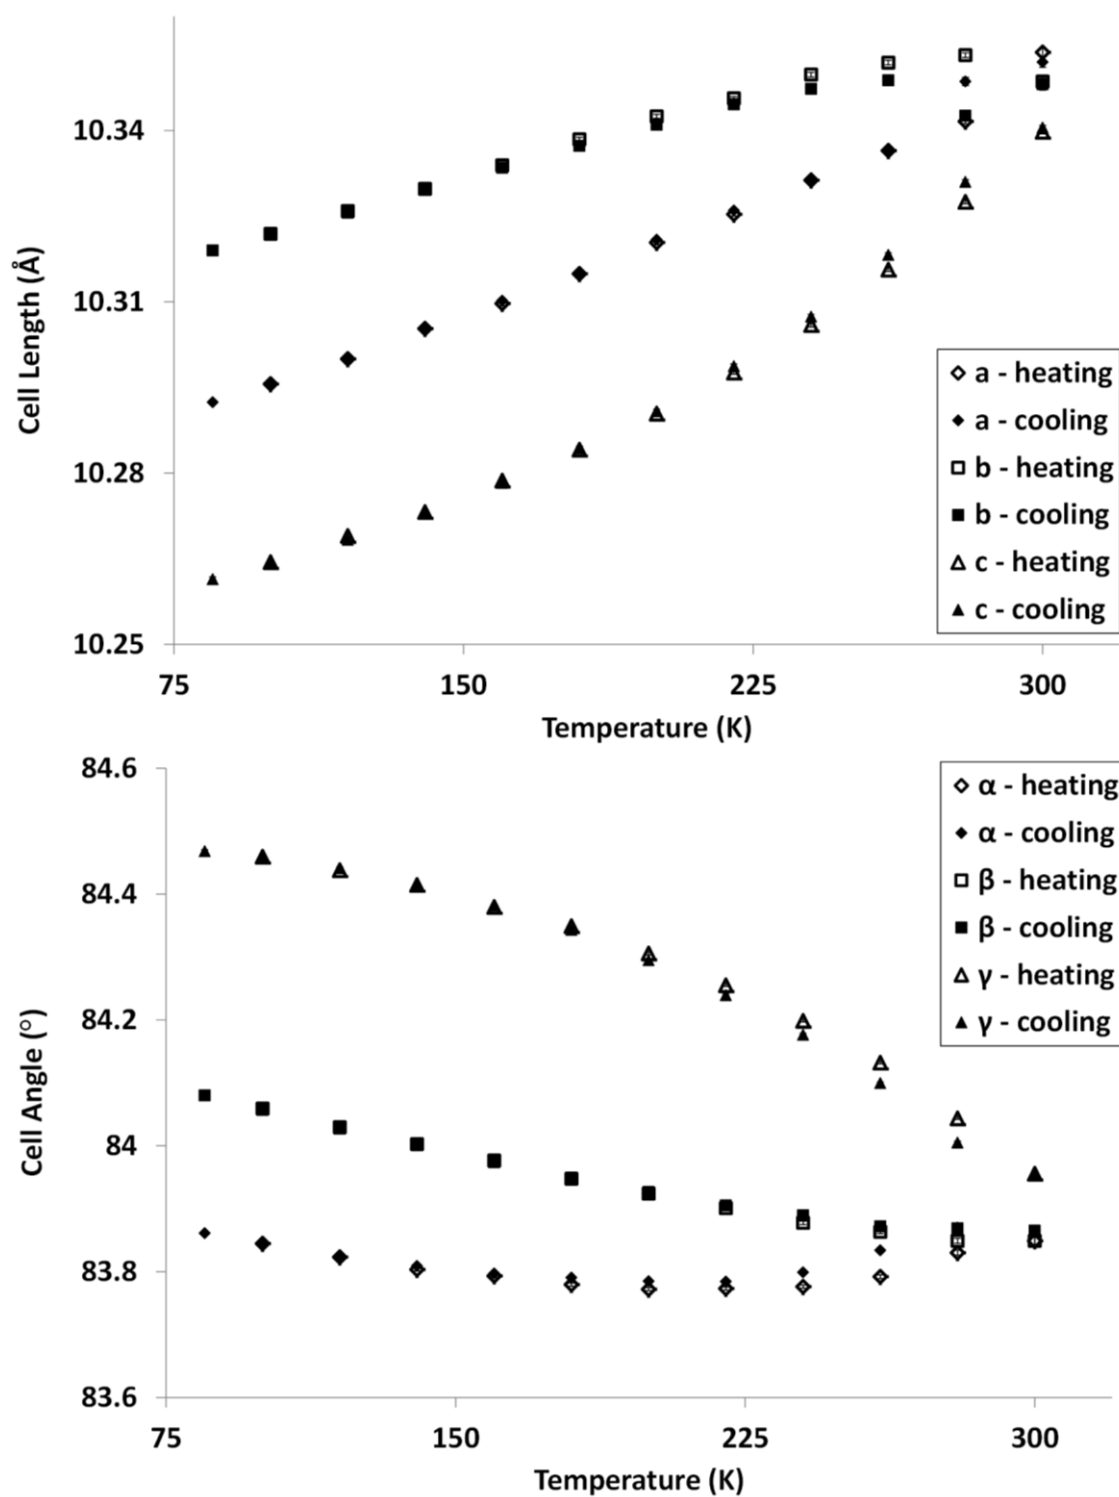 10.34
10.31
10.28
10.25
Cell Length (Å)
75 150 225 300
Temperature (K)
a - heating
a - cooling
b - heating
b - cooling
c - heating
c - cooling
84.6
84.4
84.2
84
83.8
83.6
Cell Angle (°)
75 150 225 300
Temperature (K)
α - heating
α - cooling
β - heating
β - cooling
γ - heating
γ - cooling